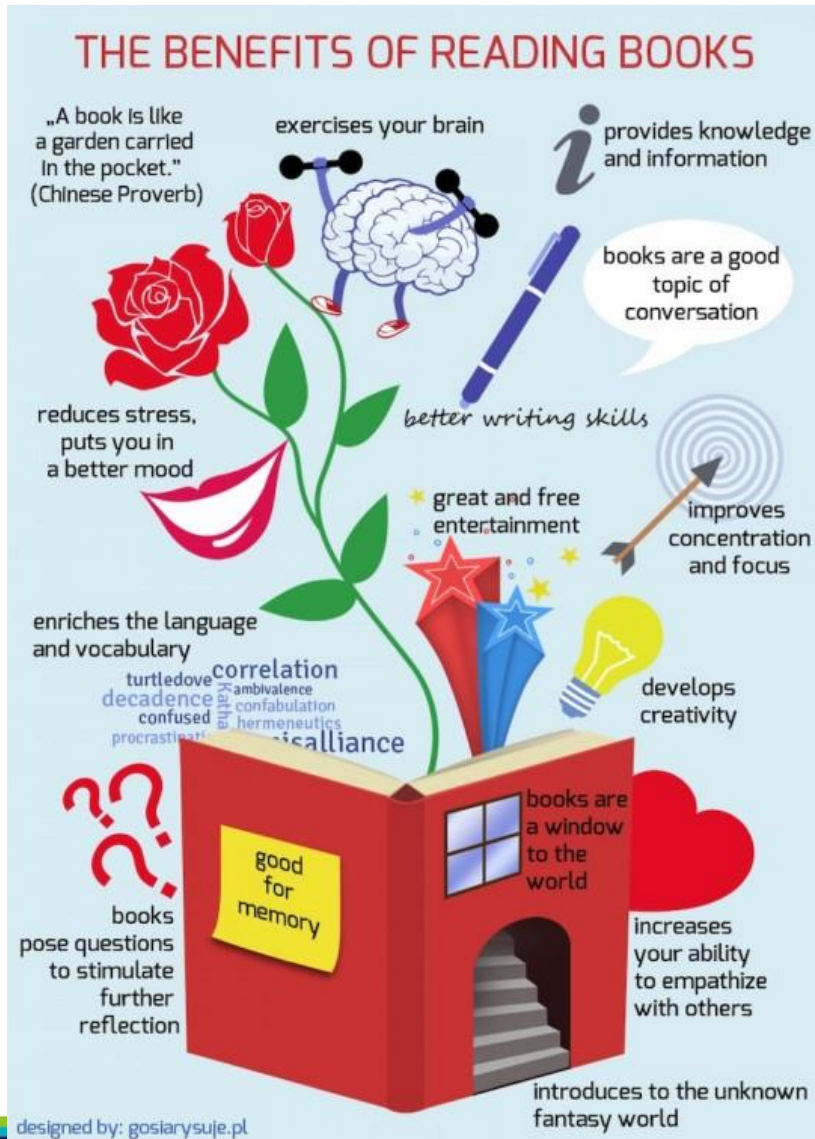 THE BENEFITS OF READING BOOKS
„A book is like
a garden carried
in the pocket.”
(Chinese Proverb)
exercises your brain
provides knowledge
and information
books are a good
topic of
conversation
reduces stress,
puts you in
a better mood
better writing skills
great and free
entertainment
improves
concentration
and focus
enriches the language
and vocabulary
turtledove
correlation
decadence
ambivalence
confabulation
confused
hermeneutics
develops
creativity
??
?
good
for
memory
books are
a window
to the
world
books
pose questions
to stimulate
further
reflection
increases
your ability
to empathize
with others
introduces to the unknown
fantasy world
designed by: gosiarysuje.pl